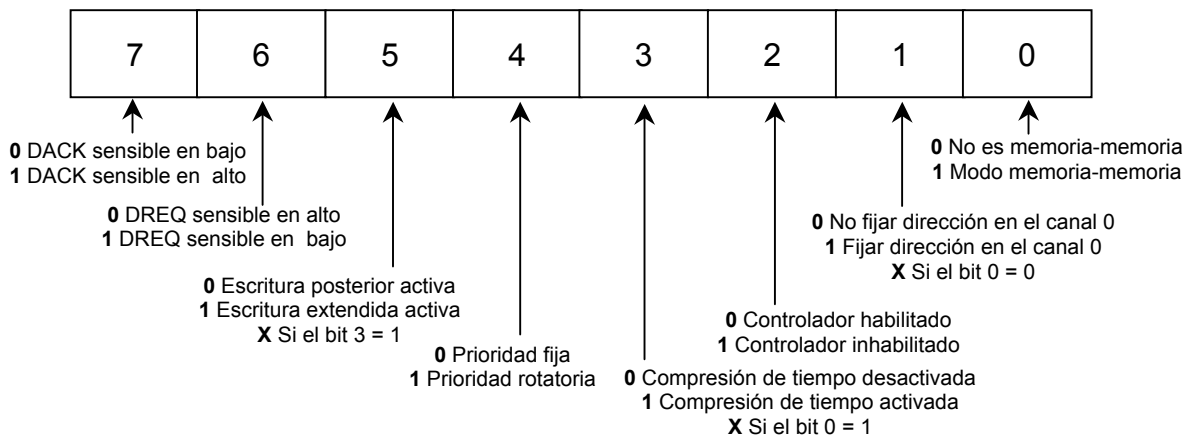 7 6 5 4 3 2 1 0
0 DACK sensible en bajo
1 DACK sensible en alto
0 DREQ sensible en alto
1 DREQ sensible en bajo
0 Escritura posterior activa
1 Escritura extendida activa
X Si el bit 3 = 1
0 Prioridad fija
1 Prioridad rotatoria
0 Compresión de tiempo desactivada
1 Compresión de tiempo activada
X Si el bit 0 = 1
0 Controlador habilitado
1 Controlador inhabilitado
0 No fijar dirección en el canal 0
1 Fijar dirección en el canal 0
X Si el bit 0 = 0
0 No es memoria-memoria
1 Modo memoria-memoria